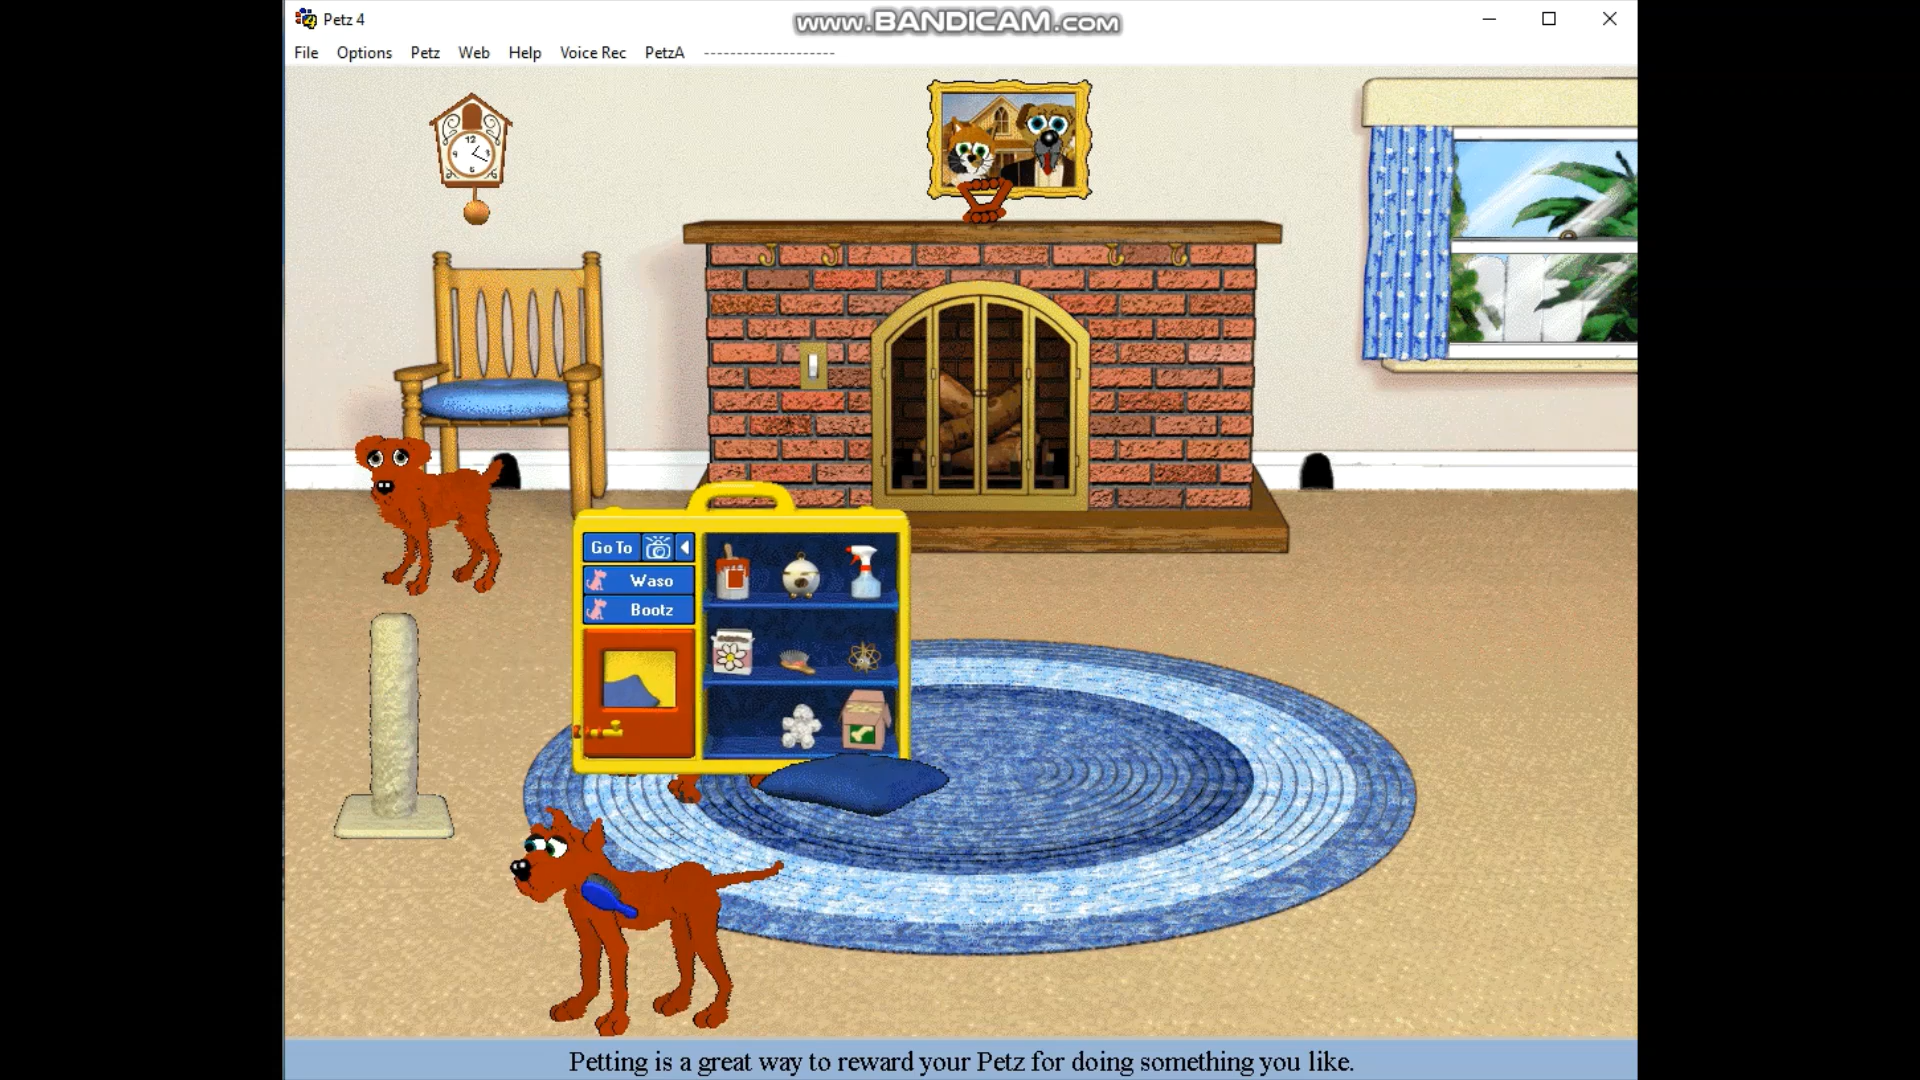 Petz 4
www.BANDICAM.com
File Options Petz Web Help Voice Rec PetzA --------------------
12
Go To
Waso
Bootz
Petting is a great way to reward your Petz for doing something you like.